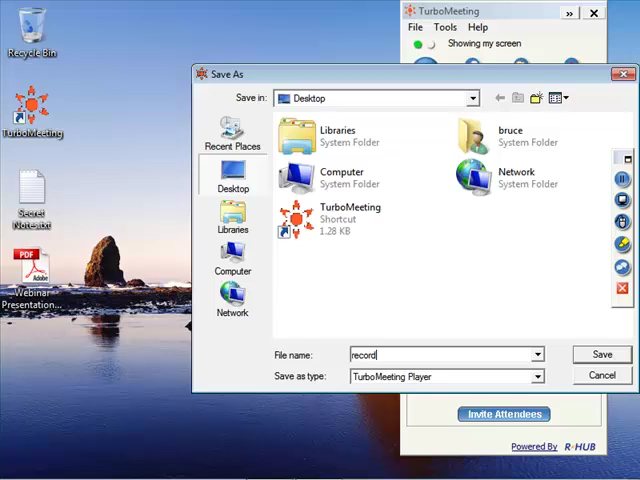 TurboMeeting
»
File Tools Help
Showing my screen
Recycle Bin
TurboMeeting
Secret
Notes.txt
PDF
Adobe
Webinar
Presentation...
Save As
Save in:
Desktop
Recent Places
Desktop
Libraries
Computer
Network
Libraries
System Folder
bruce
System Folder
Computer
System Folder
Network
System Folder
TurboMeeting
Shortcut
1.28 KB
File name:
record
Save
Save as type:
TurboMeeting Player
Cancel
Invite Attendees
Powered By R-HUB